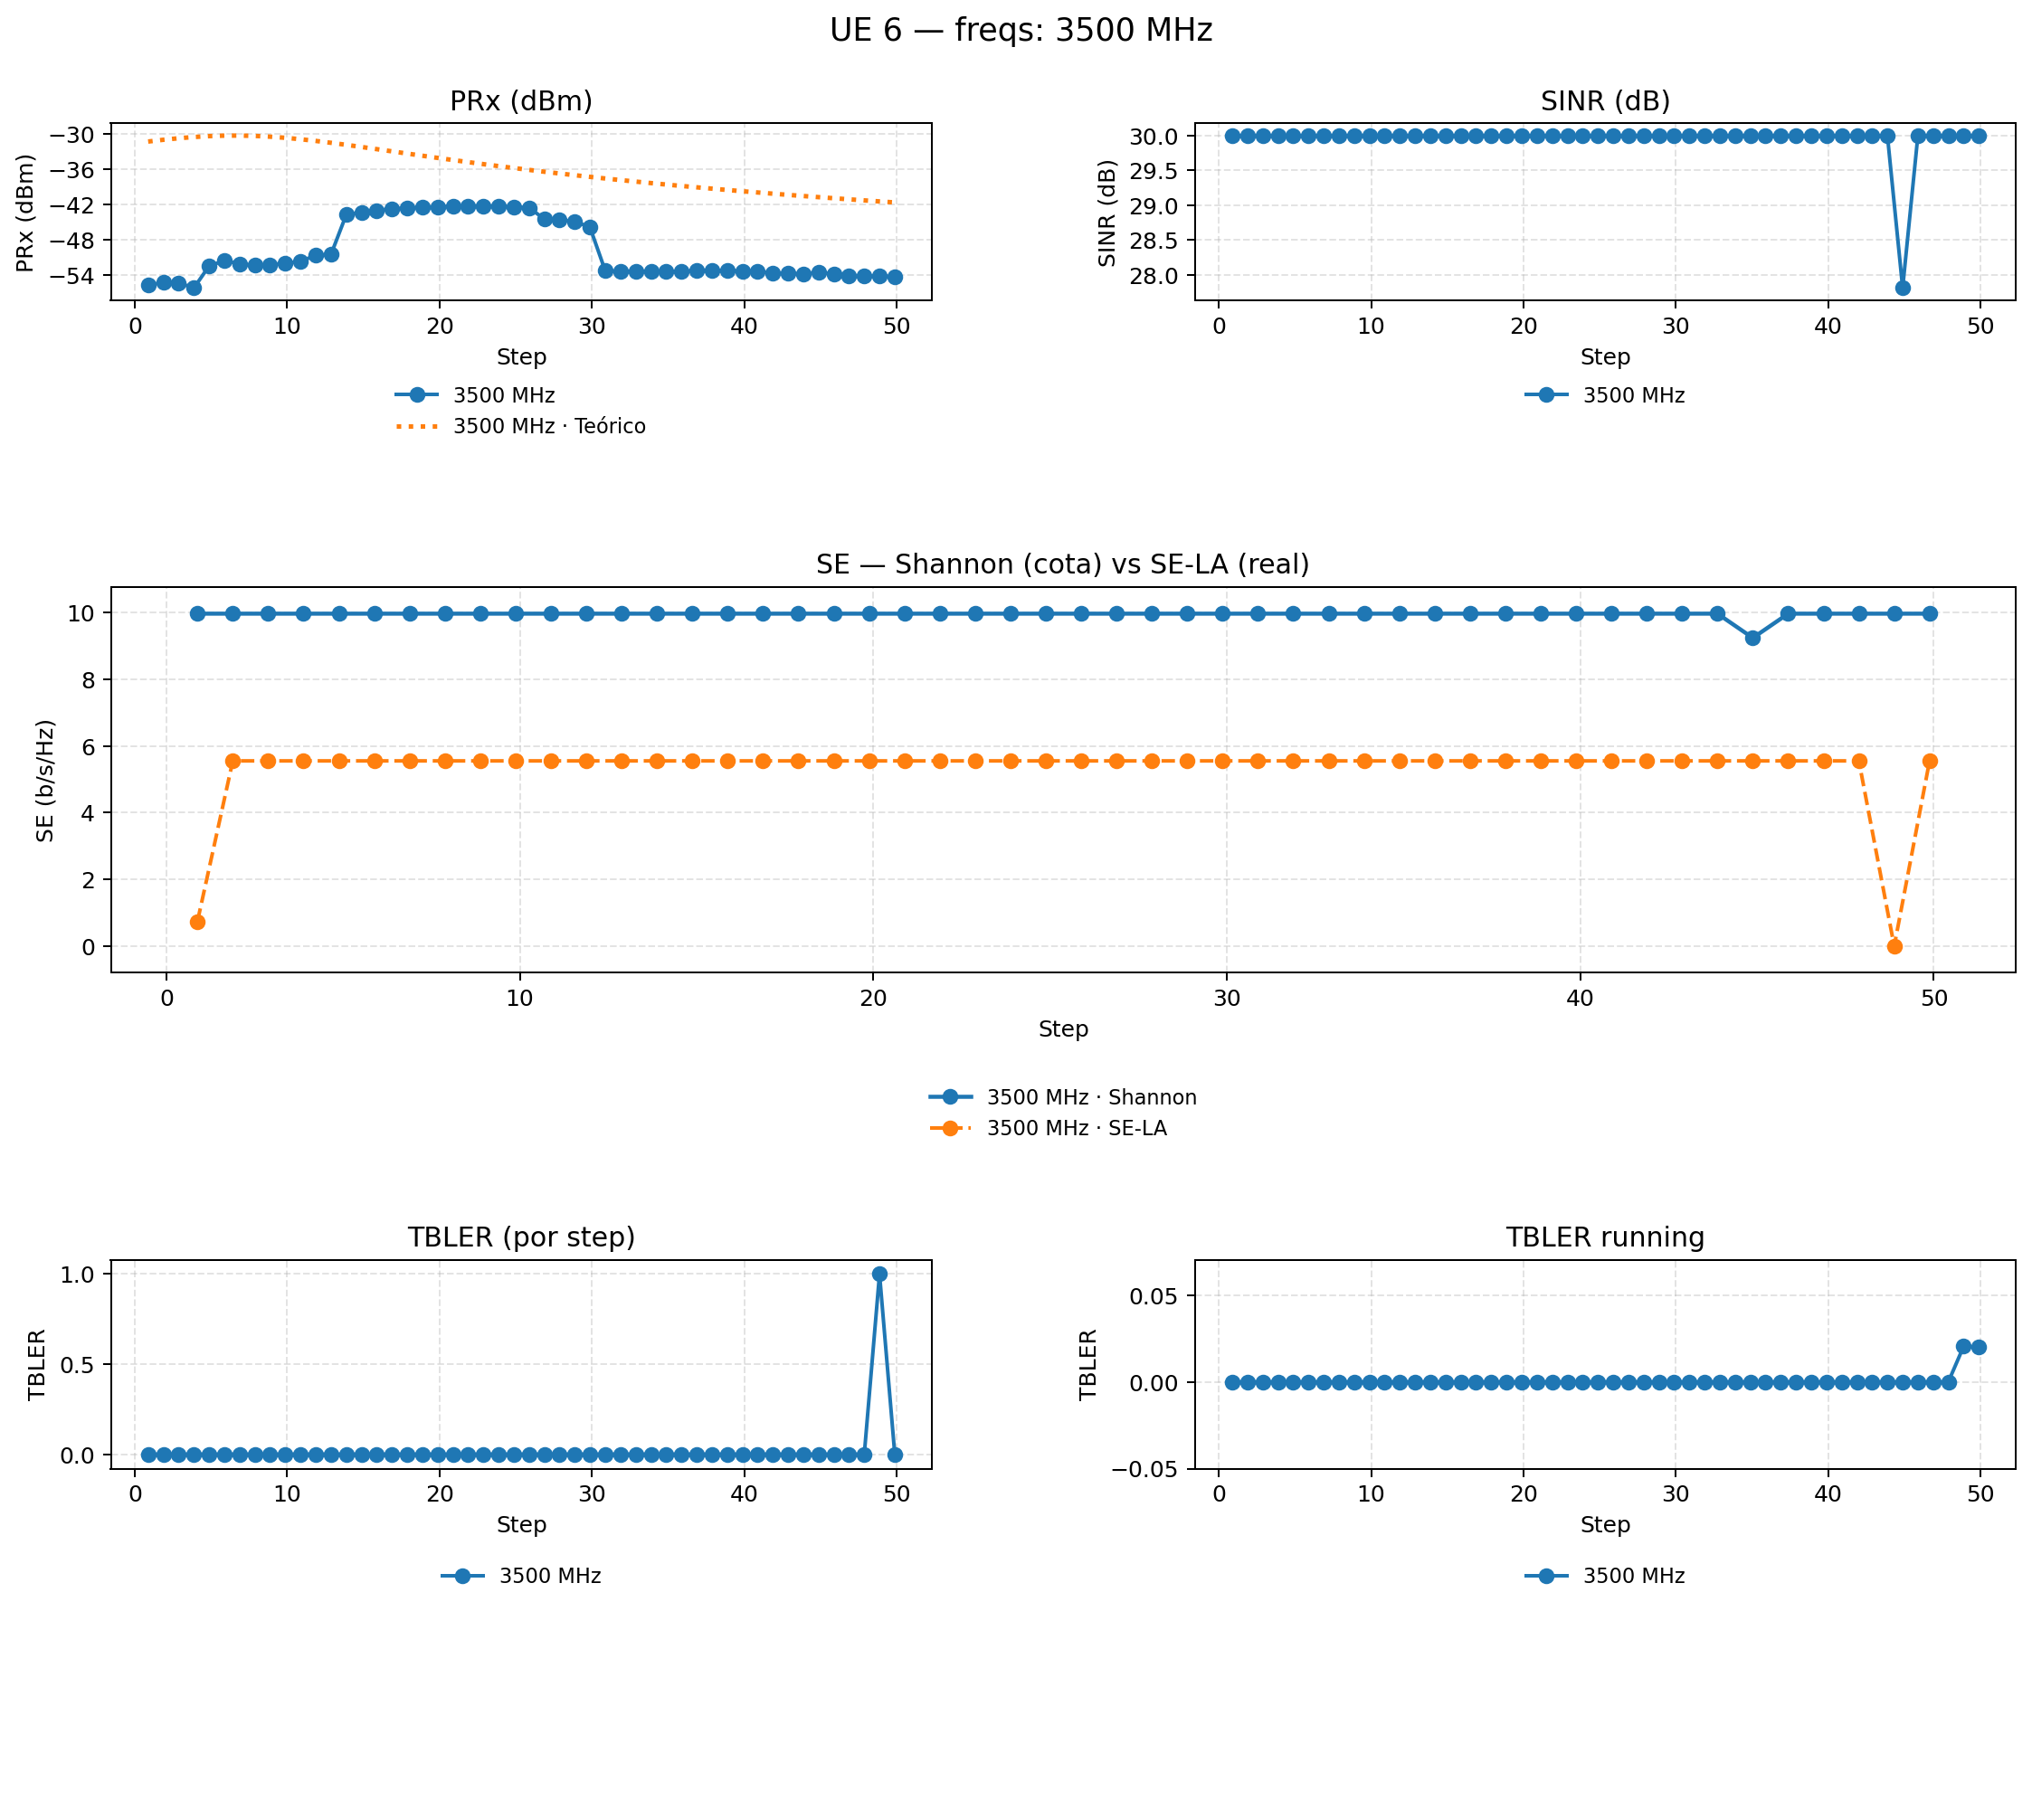 UE 6 — freqs: 3500 MHz
PRx (dBm)
PRx (dBm)
−30
−36
−42
−48
−54
0 10 20 30 40 50
Step
3500 MHz
3500 MHz · Teórico
SINR (dB)
SINR (dB)
30.0
29.5
29.0
28.5
28.0
0 10 20 30 40 50
Step
3500 MHz
SE — Shannon (cota) vs SE-LA (real)
SE (b/s/Hz)
10
8
6
4
2
0
0 10 20 30 40 50
Step
3500 MHz · Shannon
3500 MHz · SE-LA
TBLER (por step)
TBLER
1.0
0.5
0.0
0 10 20 30 40 50
Step
3500 MHz
TBLER running
TBLER
0.05
0.00
−0.05
0 10 20 30 40 50
Step
3500 MHz